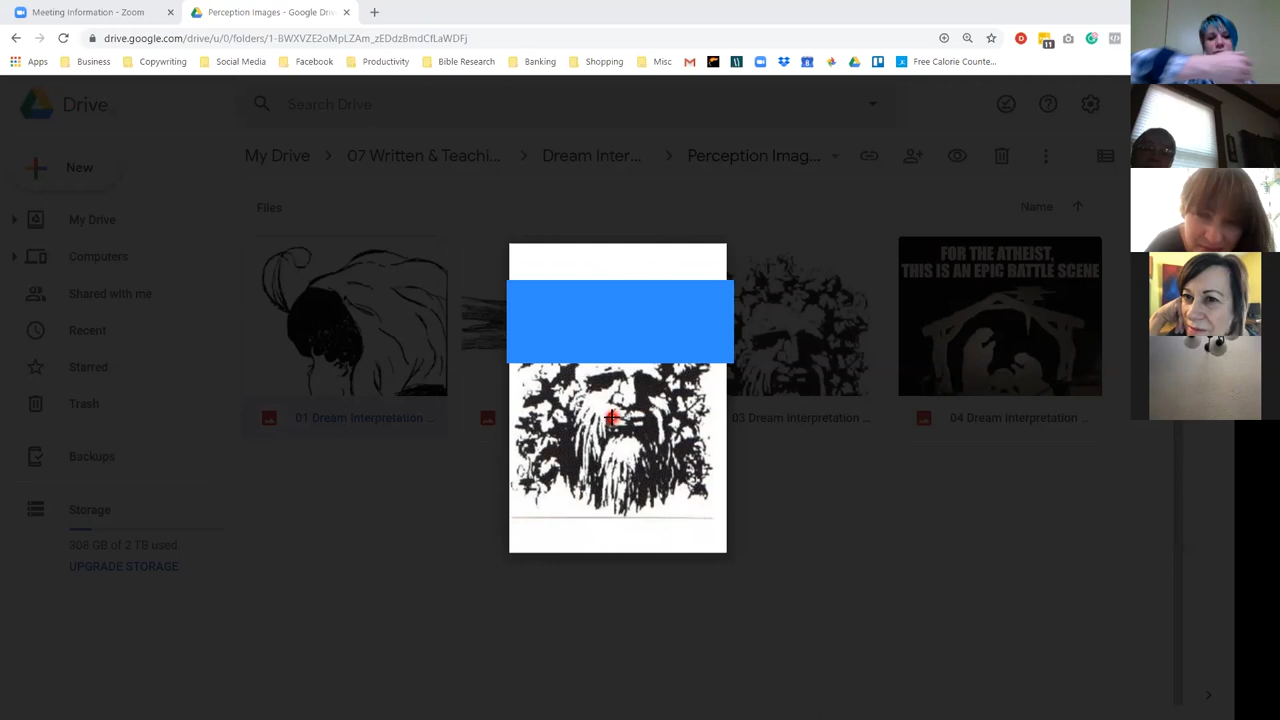 Meeting Information - Zoom
Perception Images - Google Driv
drive.google.com/drive/u/0/folders/1-BWXVZE2oMpLZAm_zEDdzBmdCfLaWDFj
11
Apps Business Copywriting Social Media Facebook Productivity Bible Research Banking Shopping Misc Free Calorie Counte...
Drive
Search Drive
New
My Drive > 07 Written & Teachi... > Dream Inter... > Perception Imag...
My Drive
Computers
Shared with me
Recent
Starred
Trash
Backups
Storage
308 GB of 2 TB used
UPGRADE STORAGE
Files
Name
FOR THE ATHEIST,
THIS IS AN EPIC BATTLE SCENE
01 Dream Interpretation ...
03 Dream Interpretation ...
04 Dream Interpretation ...